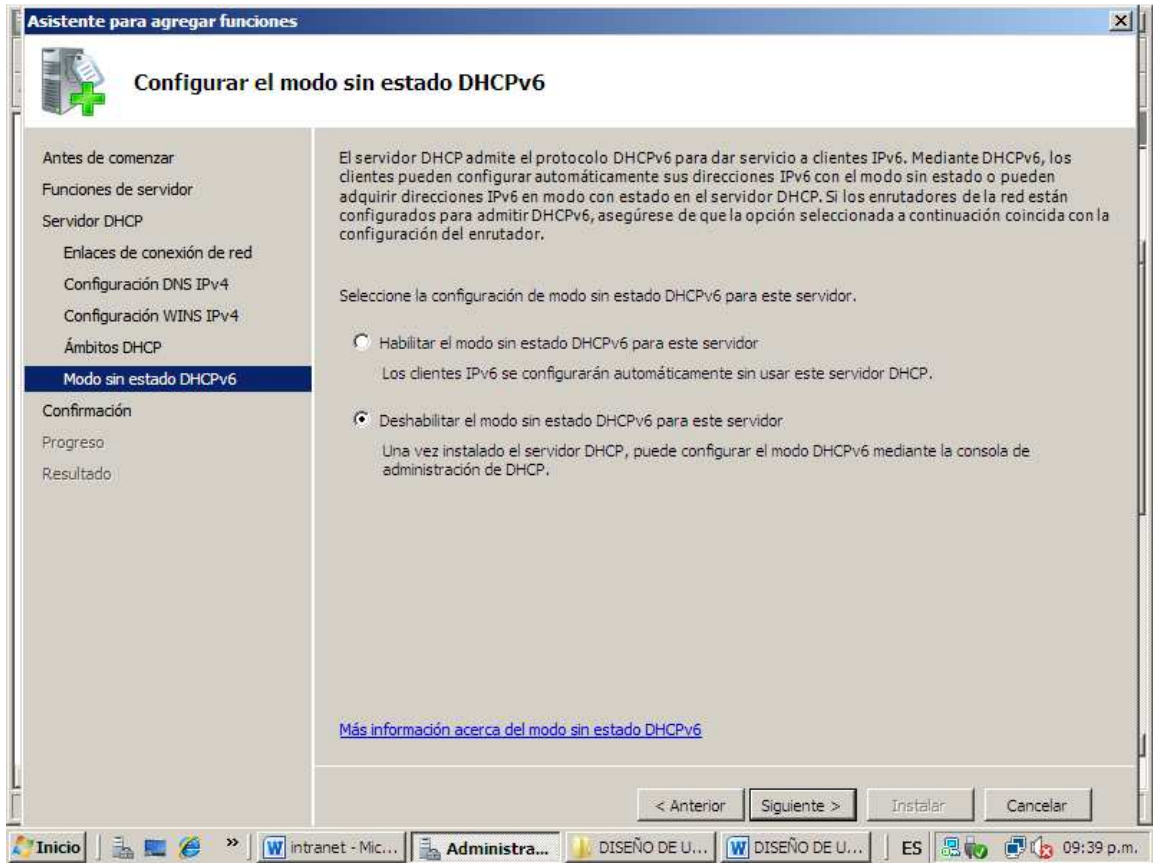 Asistente para agregar funciones
Configurar el modo sin estado DHCPv6
Antes de comenzar
Funciones de servidor
Servidor DHCP
Enlaces de conexión de red
Configuración DNS IPv4
Configuración WINS IPv4
Ámbitos DHCP
Modo sin estado DHCPv6
Confirmación
Progreso
Resultado
El servidor DHCP admite el protocolo DHCPv6 para dar servicio a clientes IPv6. Mediante DHCPv6, los
clientes pueden configurar automáticamente sus direcciones IPv6 con el modo sin estado o pueden
adquirir direcciones IPv6 en modo con estado en el servidor DHCP. Si los enrutadores de la red están
configurados para admitir DHCPv6, asegúrese de que la opción seleccionada a continuación coincida con la
configuración del enrutador.
Seleccione la configuración de modo sin estado DHCPv6 para este servidor.
Habilitar el modo sin estado DHCPv6 para este servidor
Los clientes IPv6 se configurarán automáticamente sin usar este servidor DHCP.
Deshabilitar el modo sin estado DHCPv6 para este servidor
Una vez instalado el servidor DHCP, puede configurar el modo DHCPv6 mediante la consola de
administración de DHCP.
Más información acerca del modo sin estado DHCPv6
< Anterior
Siguiente >
Instalar
Cancelar
Inicio
»
intranet - Mic...
Administra...
DISEÑO DE U...
DISEÑO DE U...
ES
09:39 p.m.